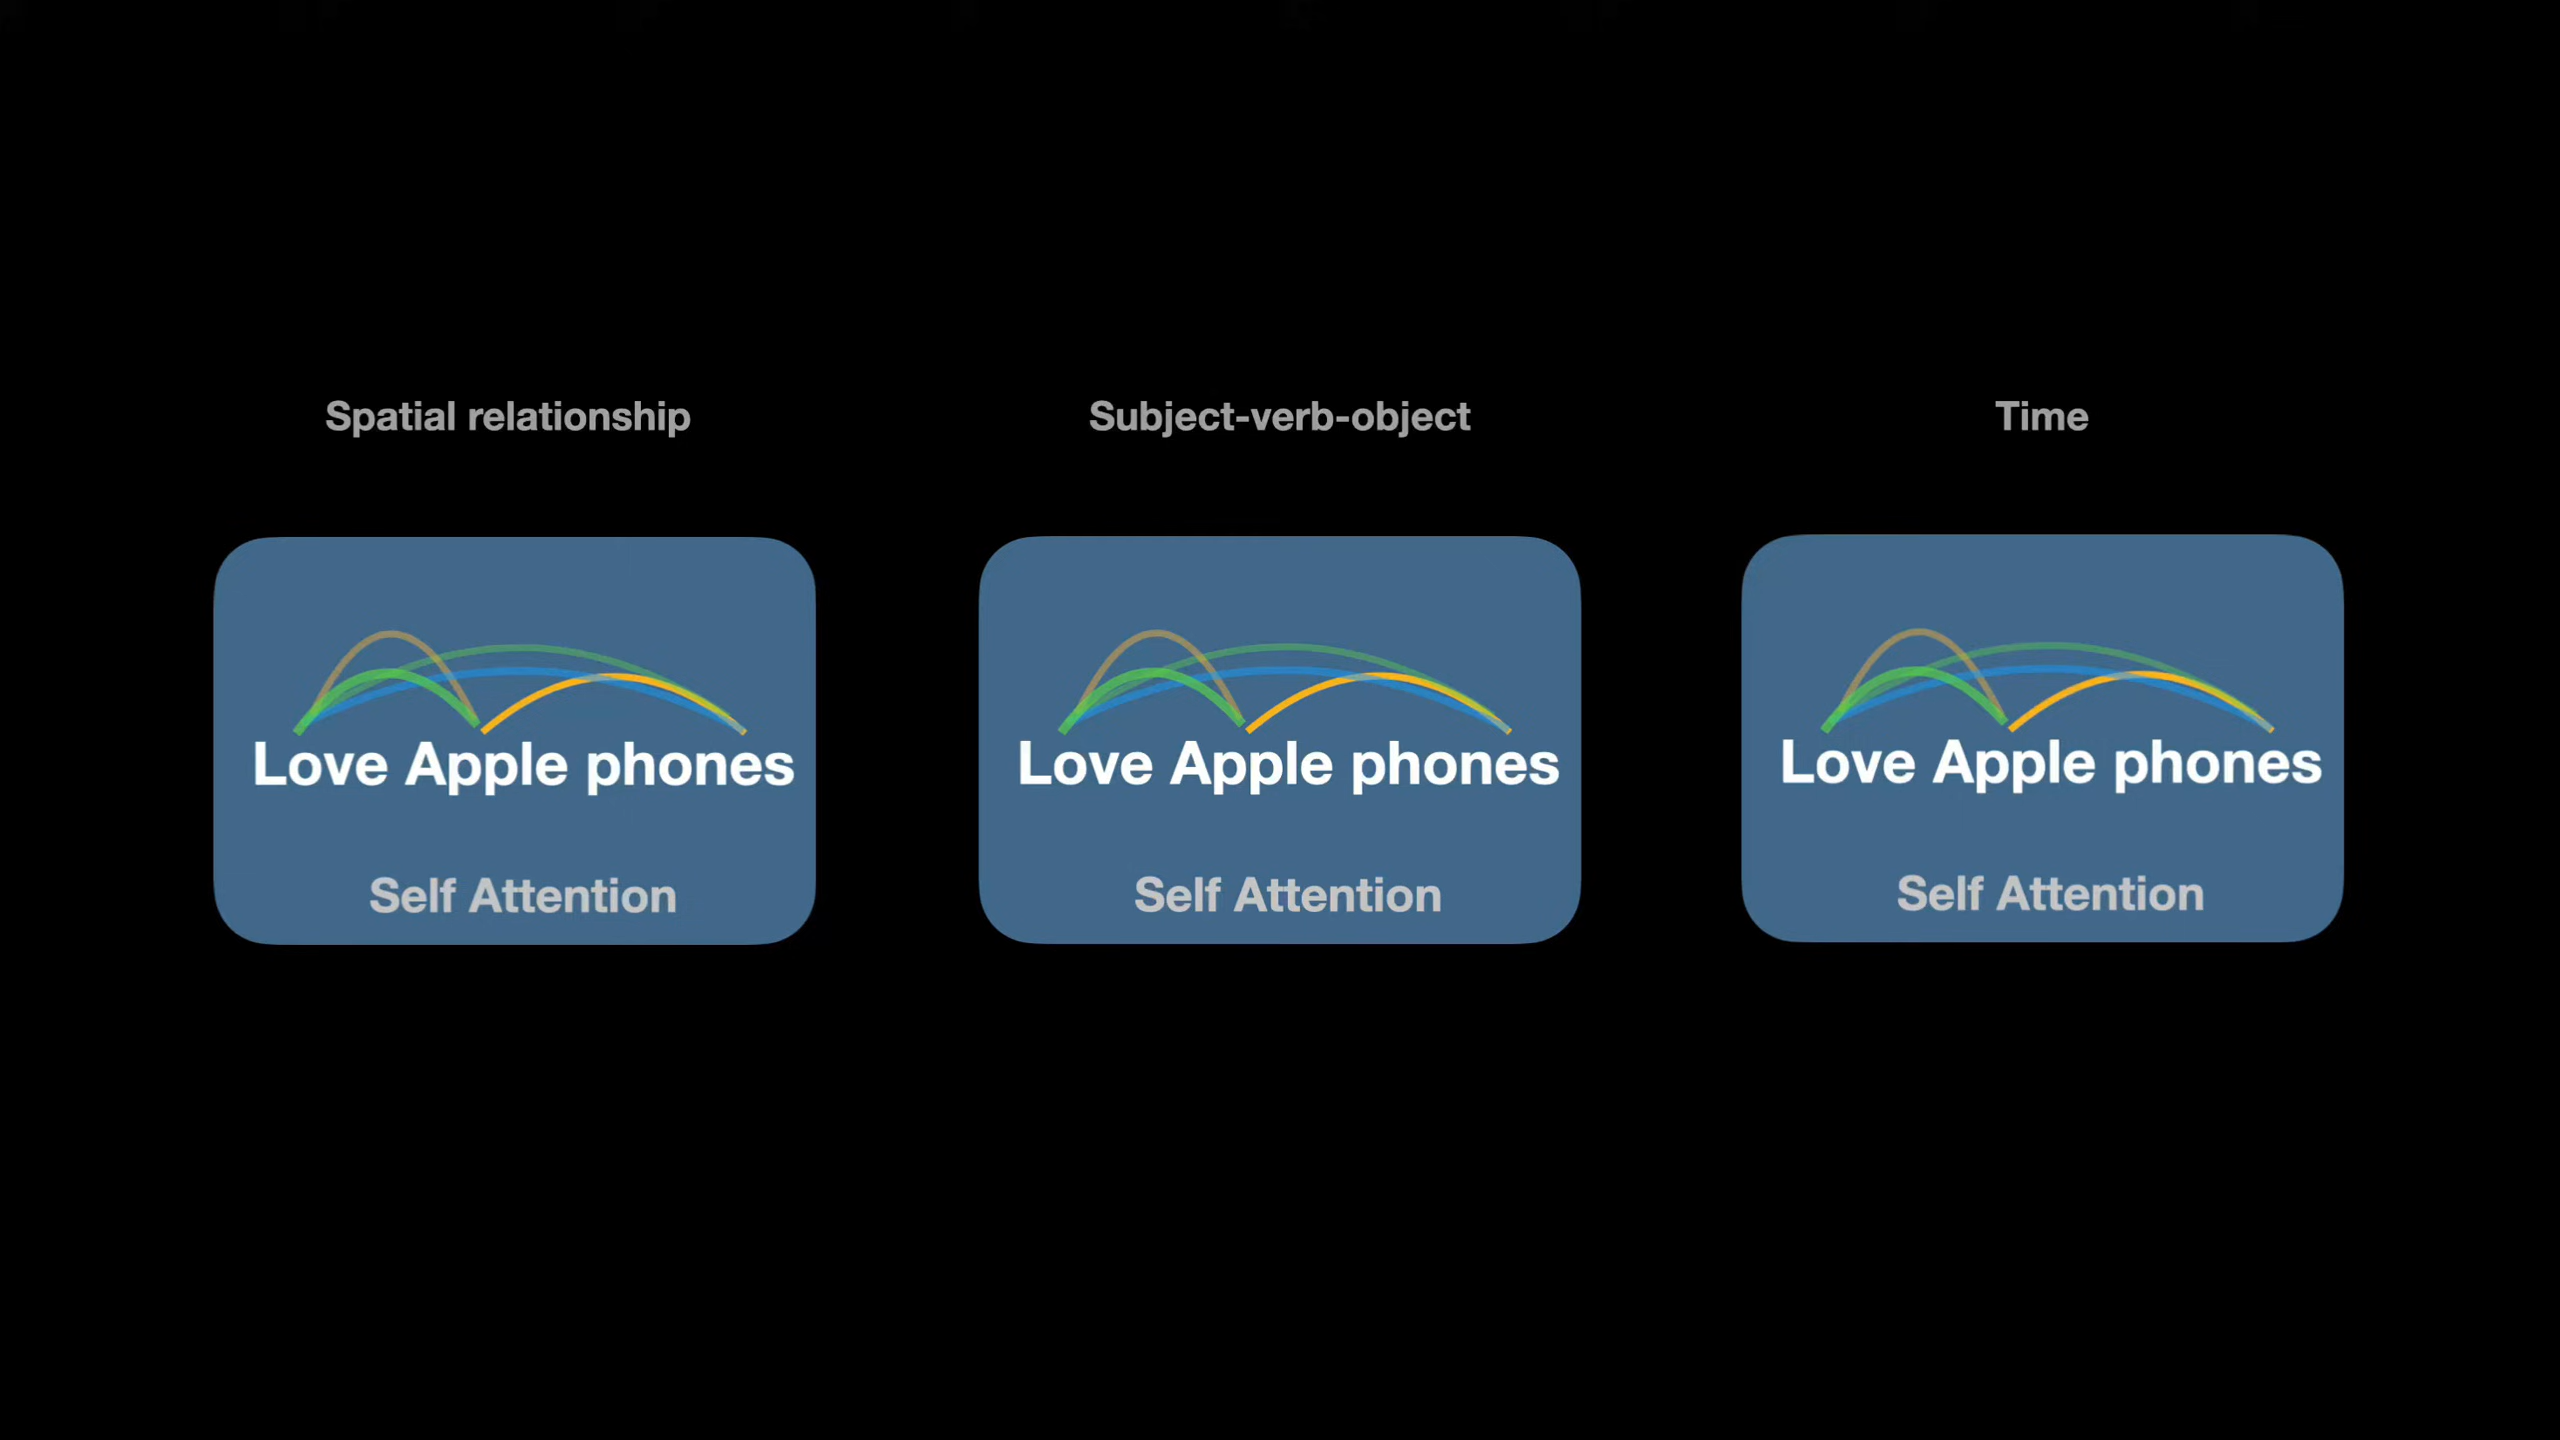 Spatial relationship
Subject-verb-object
Time
Love Apple phones
Self Attention
Love Apple phones
Self Attention
Love Apple phones
Self Attention